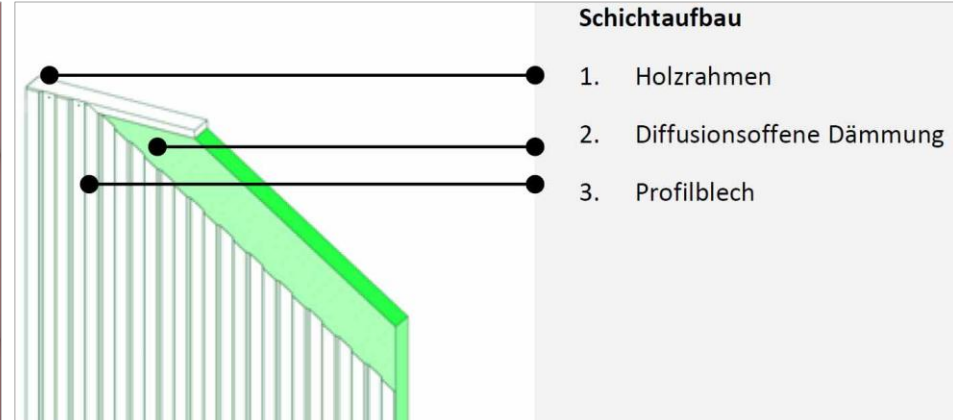 Schichtaufbau
1. Holzrahmen
2. Diffusionsoffene Dämmung
3. Profilblech